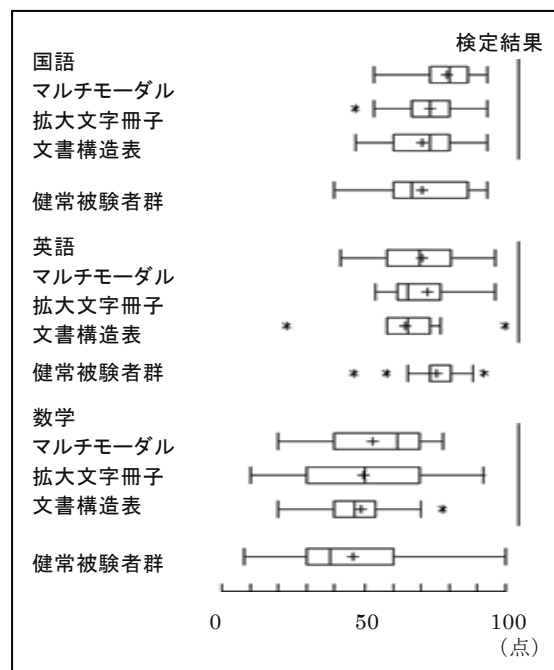 検定結果
国語
マルチモーダル
拡大文字冊子
文書構造表
健常被験者群
英語
マルチモーダル
拡大文字冊子
文書構造表
健常被験者群
数学
マルチモーダル
拡大文字冊子
文書構造表
健常被験者群
0 50 100
(点)